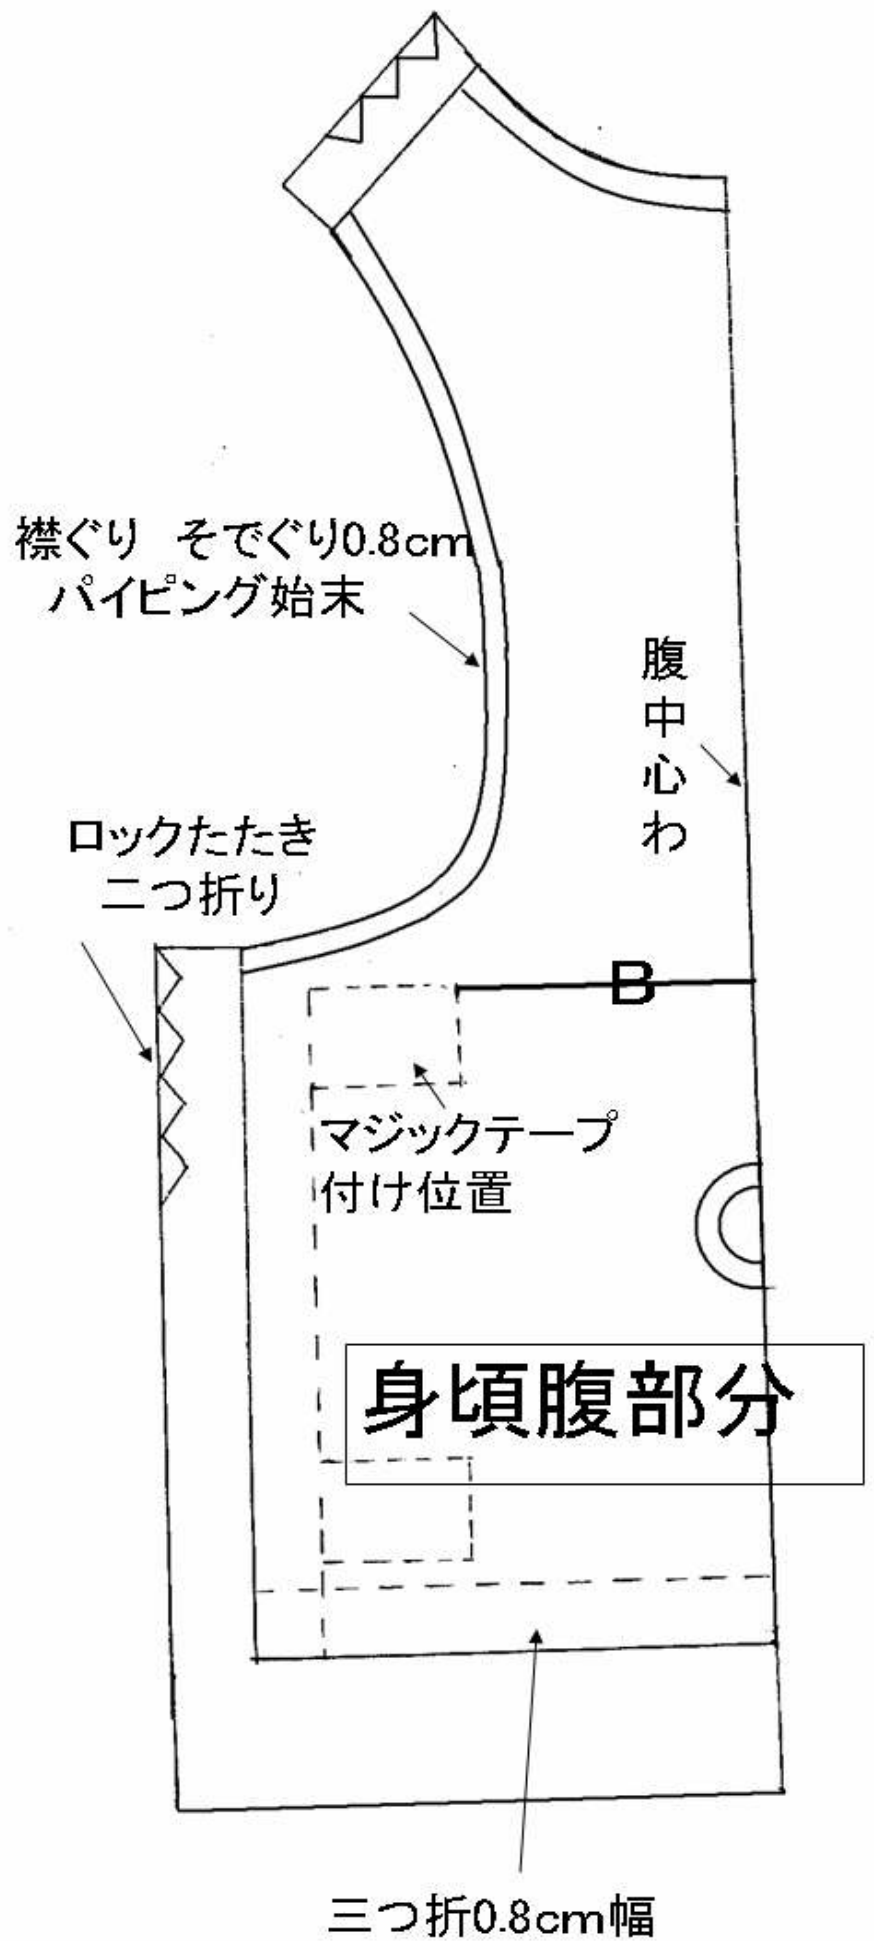 襟ぐり そでぐり0.8cm
パイピング始末
腹中心わ
ロックたたき
二つ折り
B
マジックテープ
付け位置
身頃腹部分
三つ折0.8cm幅